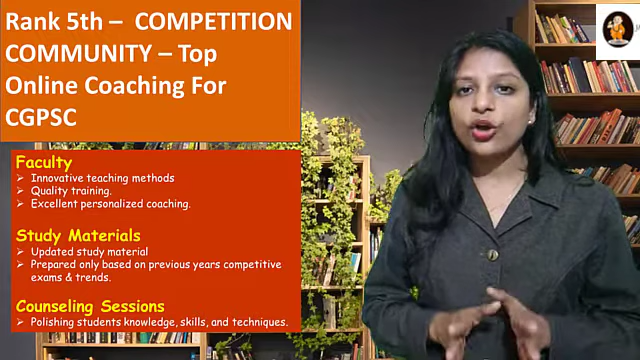 Rank 5th – COMPETITION
COMMUNITY – Top
Online Coaching For
CGPSC
Faculty
➢ Innovative teaching methods
➢ Quality training.
➢ Excellent personalized coaching.
Study Materials
➢ Updated study material
➢ Prepared only based on previous years competitive
exams & trends.
Counseling Sessions
➢ Polishing students knowledge, skills, and techniques.